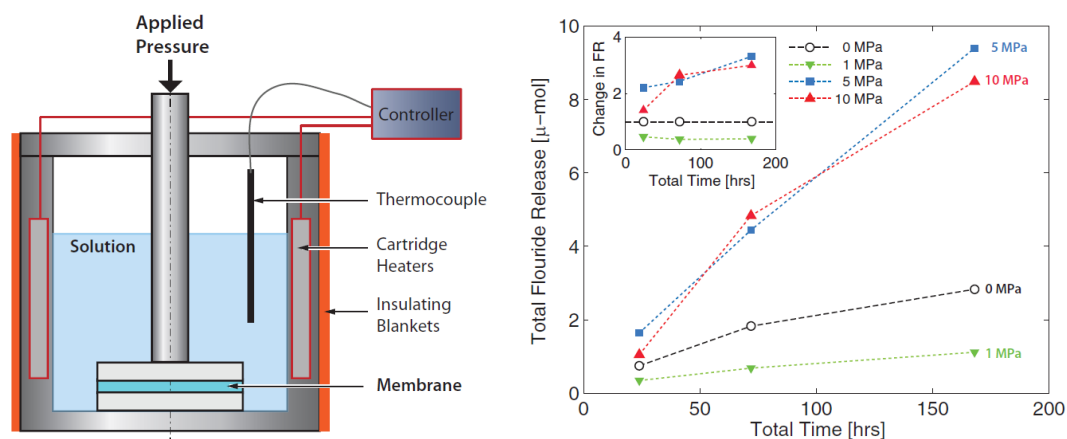 Applied
Pressure
Controller
Thermocouple
Solution
Cartridge
Heaters
Insulating
Blankets
Membrane
Total Flouride Release [μ–mol]
10
8
6
4
2
0
0
50
100
150
200
Total Time [hrs]
Change in FR
4
2
0
0
100
200
Total Time [hrs]
0 MPa
1 MPa
5 MPa
10 MPa
5 MPa
10 MPa
0 MPa
1 MPa